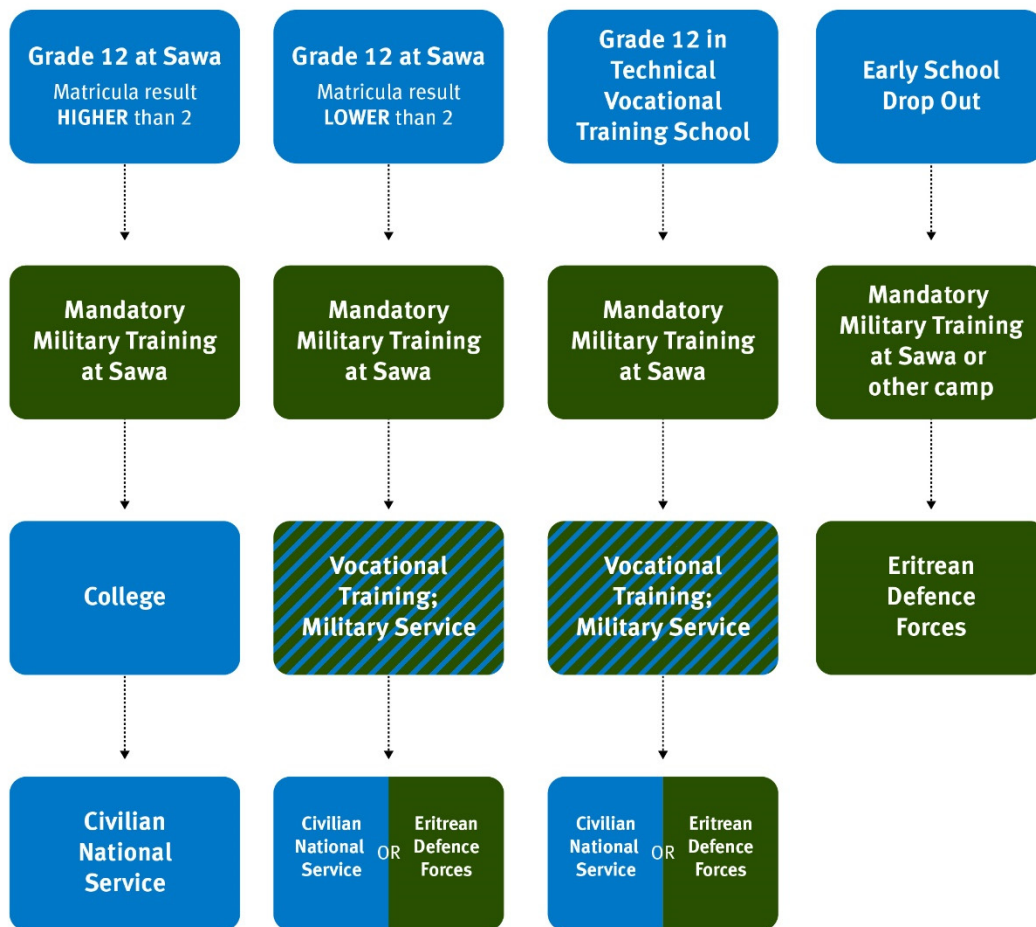 Grade 12 at Sawa
Matricula result
HIGHER than 2
Grade 12 at Sawa
Matricula result
LOWER than 2
Grade 12 in
Technical
Vocational
Training School
Early School
Drop Out
Mandatory
Military Training
at Sawa
Mandatory
Military Training
at Sawa
Mandatory
Military Training
at Sawa
Mandatory
Military Training
at Sawa or
other camp
College
Vocational
Training;
Military Service
Vocational
Training;
Military Service
Eritrean
Defence
Forces
Civilian
National
Service
Civilian
National
Service
OR
Eritrean
Defence
Forces
Civilian
National
Service
OR
Eritrean
Defence
Forces